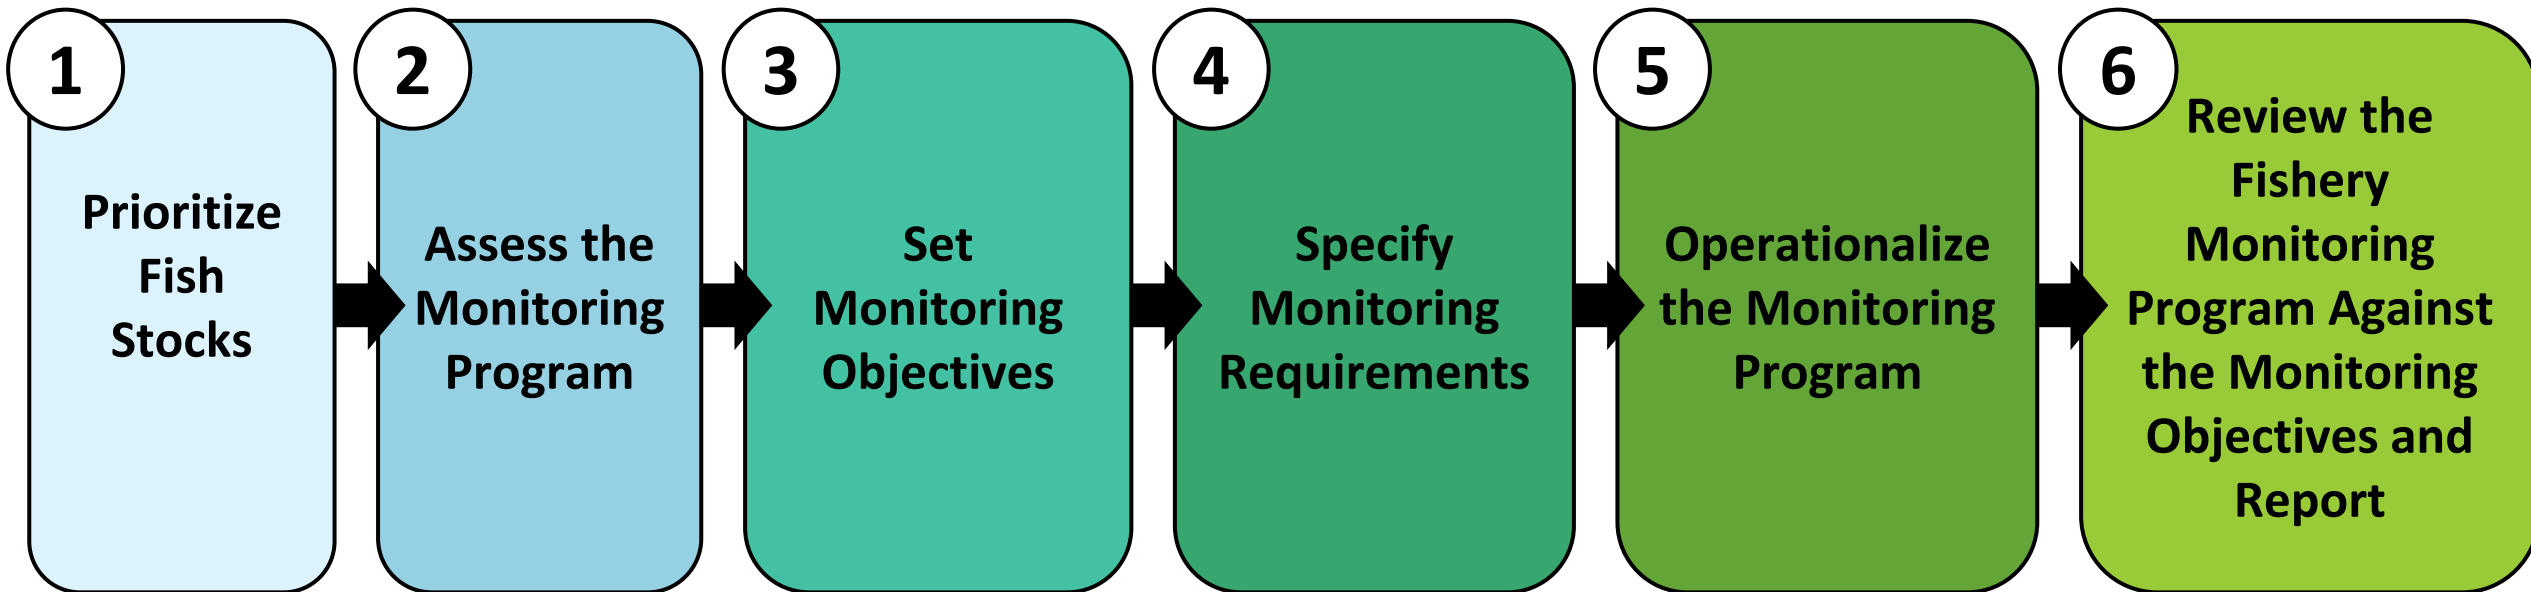 1
Prioritize
Fish
Stocks
2
Assess the
Monitoring
Program
3
Set
Monitoring
Objectives
4
Specify
Monitoring
Requirements
5
Operationalize
the Monitoring
Program
6
Review the
Fishery
Monitoring
Program Against
the Monitoring
Objectives and
Report